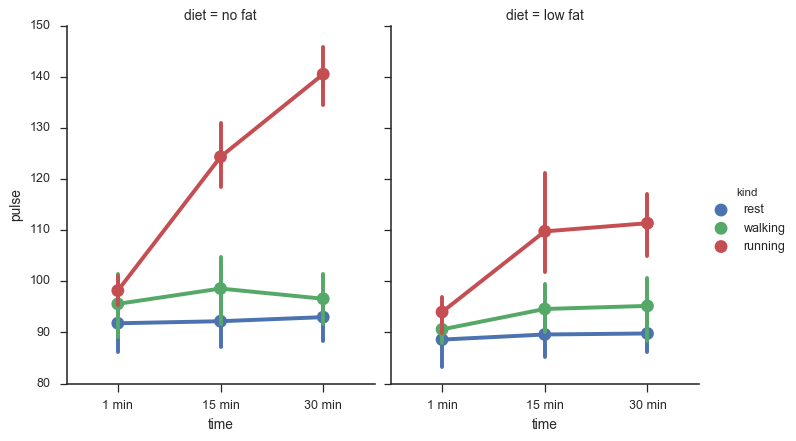 diet = no fat
diet = low fat
150
140
130
120
110
100
90
80
pulse
1 min
15 min
30 min
time
1 min
15 min
30 min
time
kind
rest
walking
running